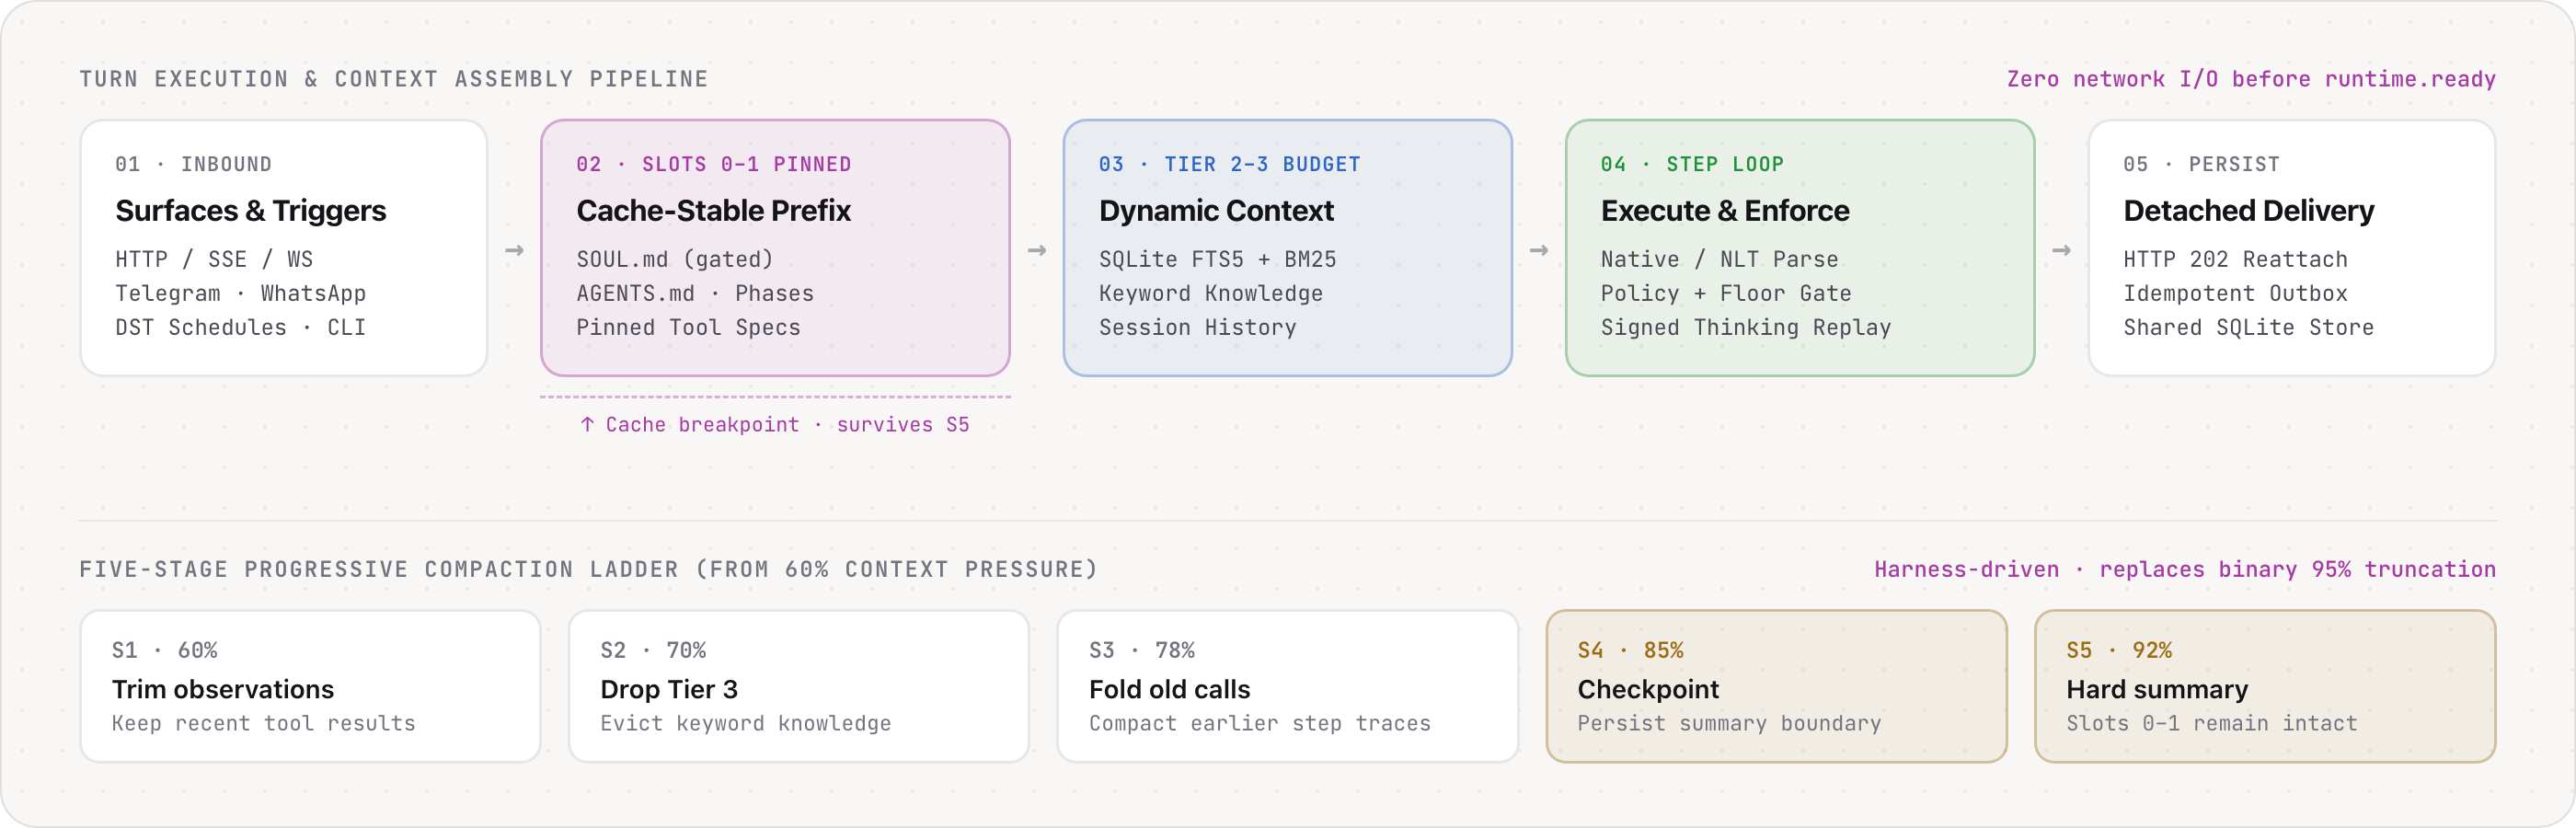 TURN EXECUTION & CONTEXT ASSEMBLY PIPELINE
Zero network I/O before runtime.ready
01 · INBOUND
Surfaces & Triggers
HTTP / SSE / WS
Telegram · WhatsApp
DST Schedules · CLI
→
02 · SLOTS 0–1 PINNED
Cache-Stable Prefix
SOUL.md (gated)
AGENTS.md · Phases
Pinned Tool Specs
↑ Cache breakpoint · survives S5
→
03 · TIER 2–3 BUDGET
Dynamic Context
SQLite FTS5 + BM25
Keyword Knowledge
Session History
→
04 · STEP LOOP
Execute & Enforce
Native / NLT Parse
Policy + Floor Gate
Signed Thinking Replay
→
05 · PERSIST
Detached Delivery
HTTP 202 Reattach
Idempotent Outbox
Shared SQLite Store
FIVE-STAGE PROGRESSIVE COMPACTION LADDER (FROM 60% CONTEXT PRESSURE)
Harness-driven · replaces binary 95% truncation
S1 · 60%
Trim observations
Keep recent tool results
S2 · 70%
Drop Tier 3
Evict keyword knowledge
S3 · 78%
Fold old calls
Compact earlier step traces
S4 · 85%
Checkpoint
Persist summary boundary
S5 · 92%
Hard summary
Slots 0–1 remain intact